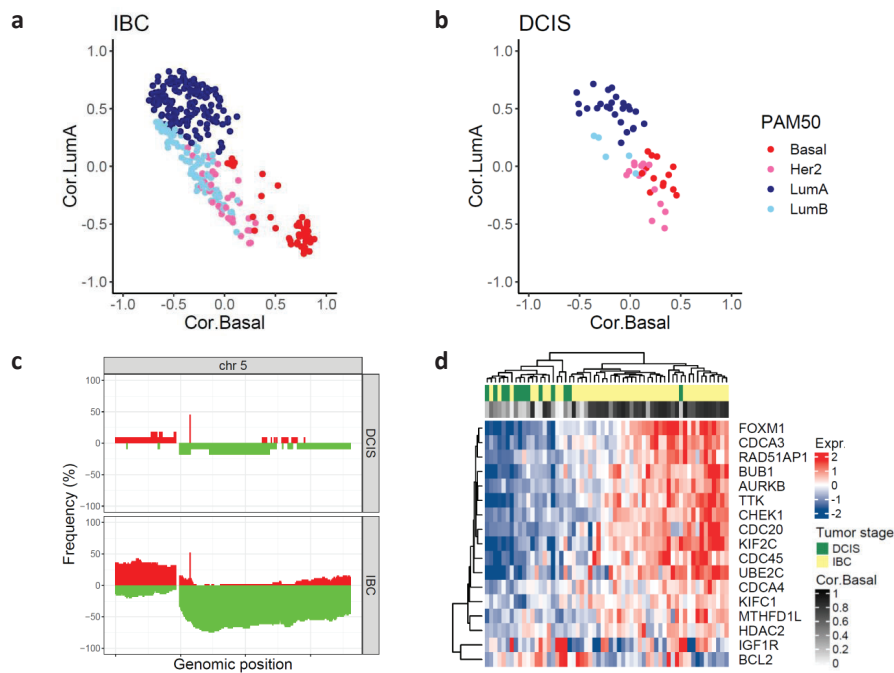 a
IBC
1.0
0.5
0.0
-0.5
-1.0
Cor.LumA
-1.0 -0.5 0.0 0.5 1.0
Cor.Basal
b
DCIS
1.0
0.5
0.0
-0.5
-1.0
Cor.LumA
-1.0 -0.5 0.0 0.5 1.0
Cor.Basal
PAM50
Basal
Her2
LumA
LumB
c
chr 5
100
50
0
−50
−100
DCIS
100
50
0
−50
−100
IBC
Frequency (%)
Genomic position
d
FOXM1
CDCA3
RAD51AP1
BUB1
AURKB
TTK
CHEK1
CDC20
KIF2C
CDC45
UBE2C
CDCA4
KIFC1
MTHFD1L
HDAC2
IGF1R
BCL2
Expr.
2
1
0
-1
-2
Tumor stage
DCIS
IBC
Cor.Basal
1
0.8
0.6
0.4
0.2
0